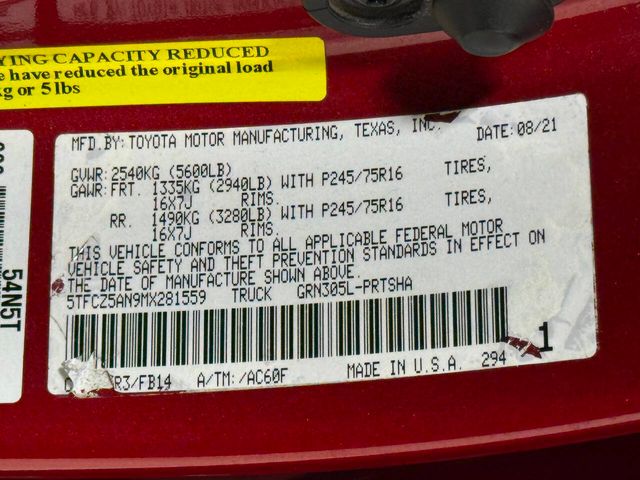 YING CAPACITY REDUCED
e have reduced the original load
kg or 5 lbs
MFD.BY: TOYOTA MOTOR MANUFACTURING, TEXAS, INC. DATE: 08/21
GVWR: 2540KG (5600LB)
GAWR: FRT. 1335KG (2940LB) WITH P245/75R16 TIRES,
16X7J RIMS.
RR. 1490KG (3280LB) WITH P245/75R16 TIRES,
16X7J RIMS.
THIS VEHICLE CONFORMS TO ALL APPLICABLE FEDERAL MOTOR
VEHICLE SAFETY AND THEFT PREVENTION STANDARDS IN EFFECT ON
THE DATE OF MANUFACTURE SHOWN ABOVE.
5TFCZ5AN9MX281559 TRUCK GRN305L-PRTSHA
R3/FB14 A/TM: /AC60F MADE IN U.S.A. 294 1
54N5T